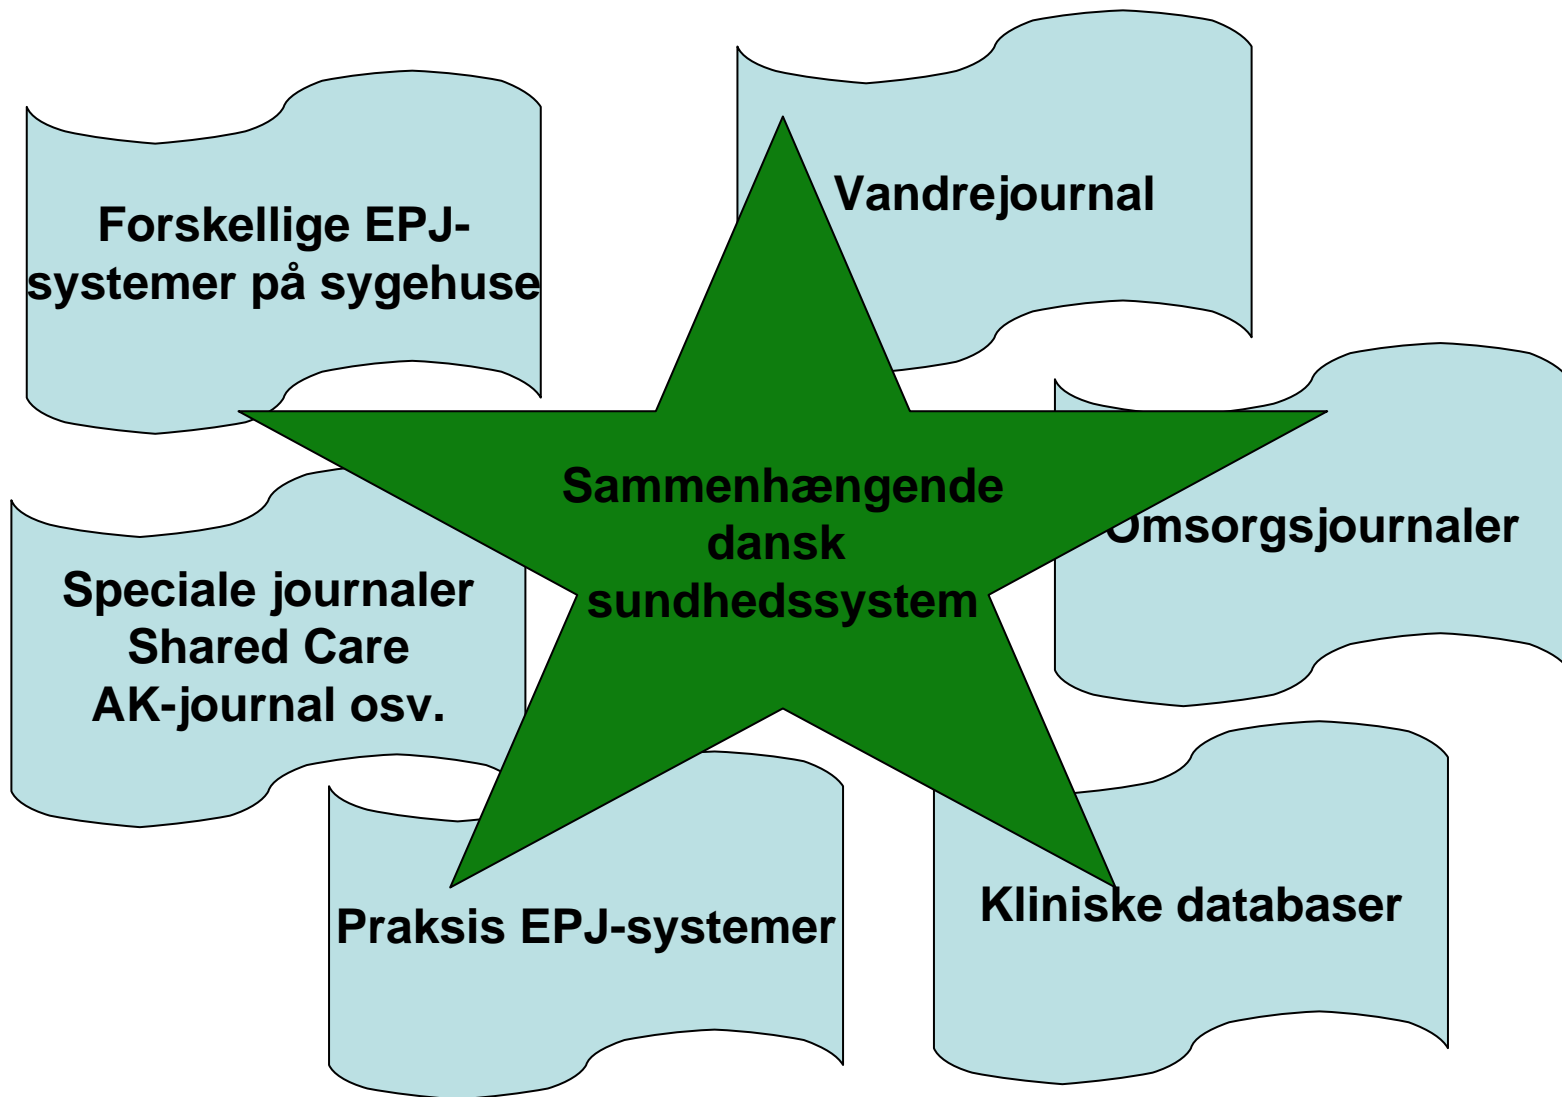 Forskellige EPJ-
systemer på sygehuse
Vandrejournal
Sammenhængende
dansk
sundhedssystem
Omsorgsjournaler
Speciale journaler
Shared Care
AK-journal osv.
Praksis EPJ-systemer
Kliniske databaser